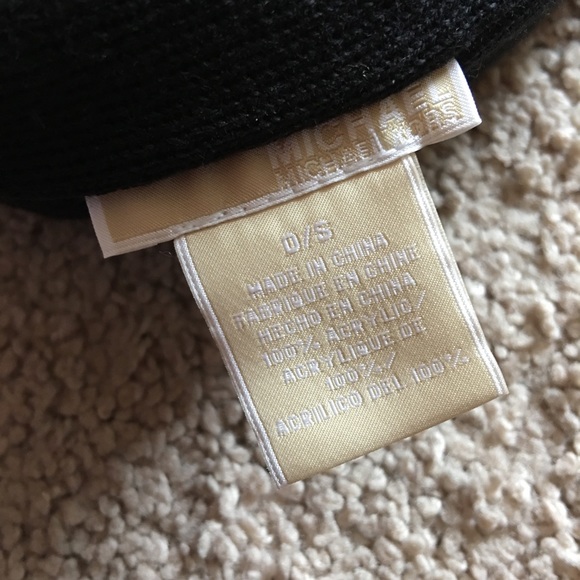 MICHAEL
MICHAEL KORS
O/S
MADE IN CHINA
FABRIQUE EN CHINE
HECHO EN CHINA
100% ACRYLIC/
ACRYLIQUE DE
100%/
ACRILICO DEL 100%